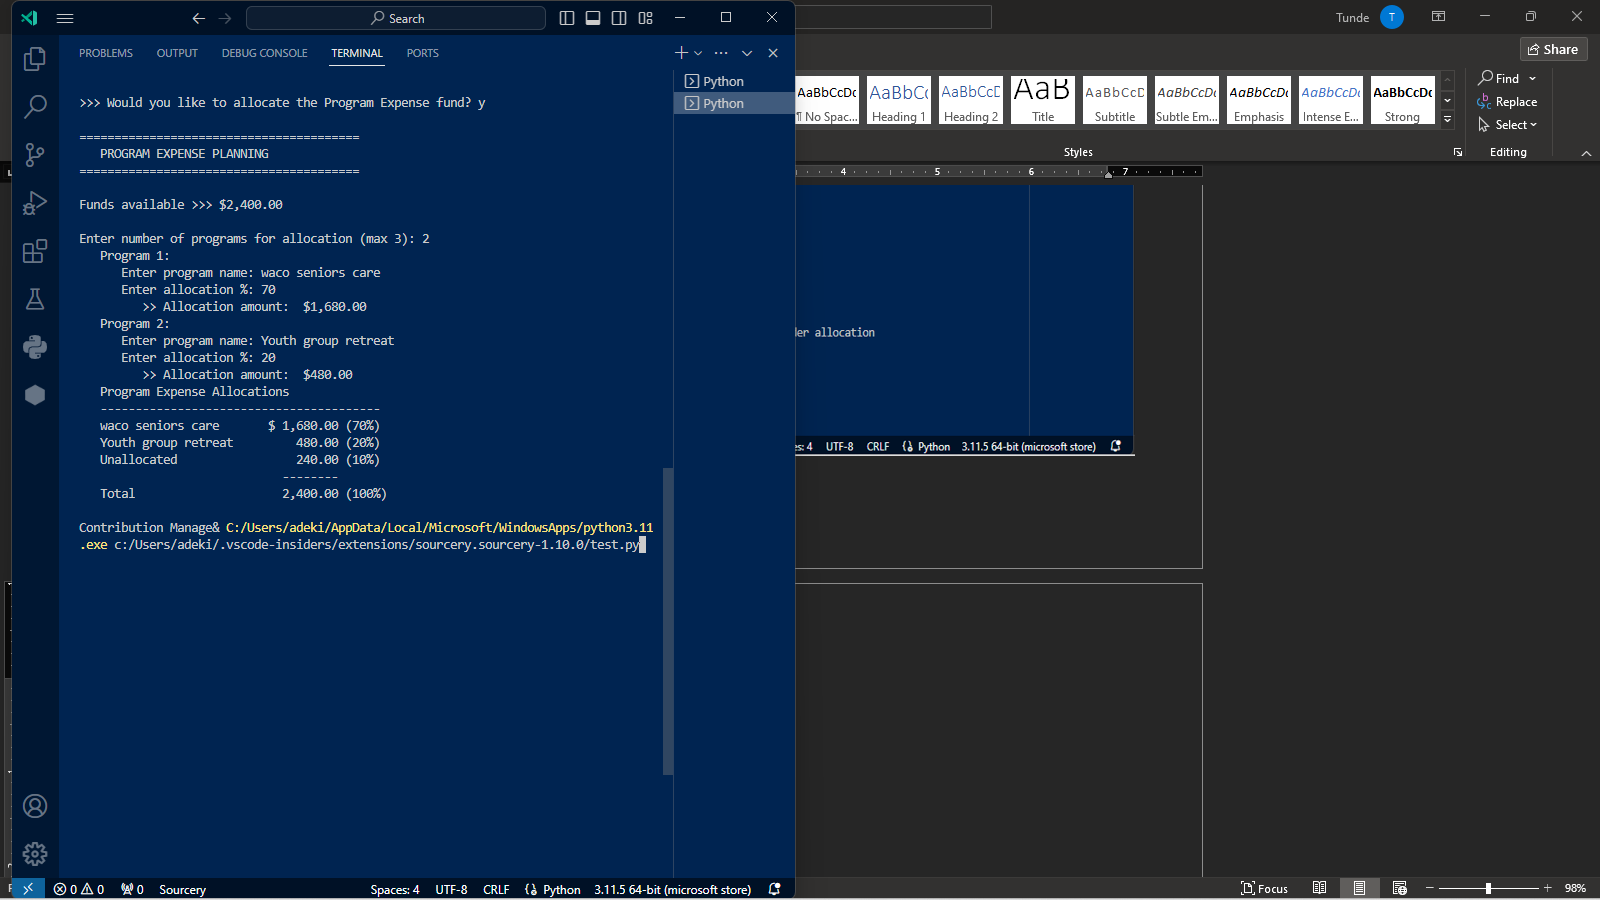 Search
Tunde
T
PROBLEMS OUTPUT DEBUG CONSOLE TERMINAL PORTS
Share
Python
Python
>>> Would you like to allocate the Program Expense fund? y
========================================
PROGRAM EXPENSE PLANNING
========================================
Funds available >>> $2,400.00
Enter number of programs for allocation (max 3): 2
Program 1:
Enter program name: waco seniors care
Enter allocation %: 70
>> Allocation amount:  $1,680.00
Program 2:
Enter program name: Youth group retreat
Enter allocation %: 20
>> Allocation amount:  $480.00
Program Expense Allocations
----------------------------------------
waco seniors care       $ 1,680.00 (70%)
Youth group retreat         480.00 (20%)
Unallocated                 240.00 (10%)
--------
Total                     2,400.00 (100%)
Contribution Manage& C:/Users/adeki/AppData/Local/Microsoft/WindowsApps/python3.11
.exe c:/Users/adeki/.vscode-insiders/extensions/sourcery.sourcery-1.10.0/test.py
0 0 0 Sourcery Spaces: 4 UTF-8 CRLF Python 3.11.5 64-bit (microsoft store)
AaBbCcDc AaBbCc AaBbCcD AaB AaBbCcD AaBbCcDc AaBbCcDc AaBbCcDc AaBbCcDc
¶ No Spac... Heading 1 Heading 2 Title Subtitle Subtle Em... Emphasis Intense E... Strong
Styles
Find
Replace
Select
Editing
4 5 6 7
allocation
4 UTF-8 CRLF Python 3.11.5 64-bit (microsoft store)
Focus 98%